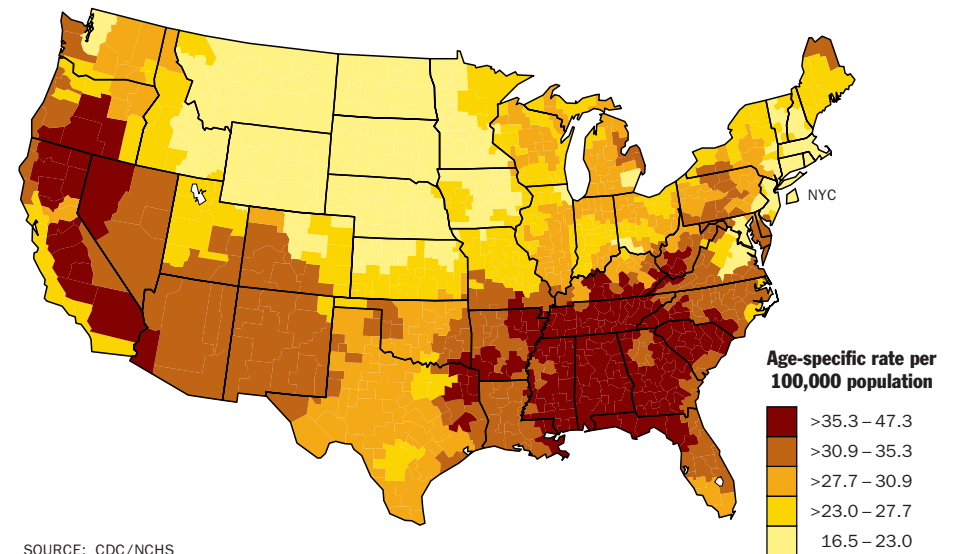 NYC
Age-specific rate per
100,000 population
>35.3 – 47.3
>30.9 – 35.3
>27.7 – 30.9
>23.0 – 27.7
16.5 – 23.0
SOURCE: CDC/NCHS